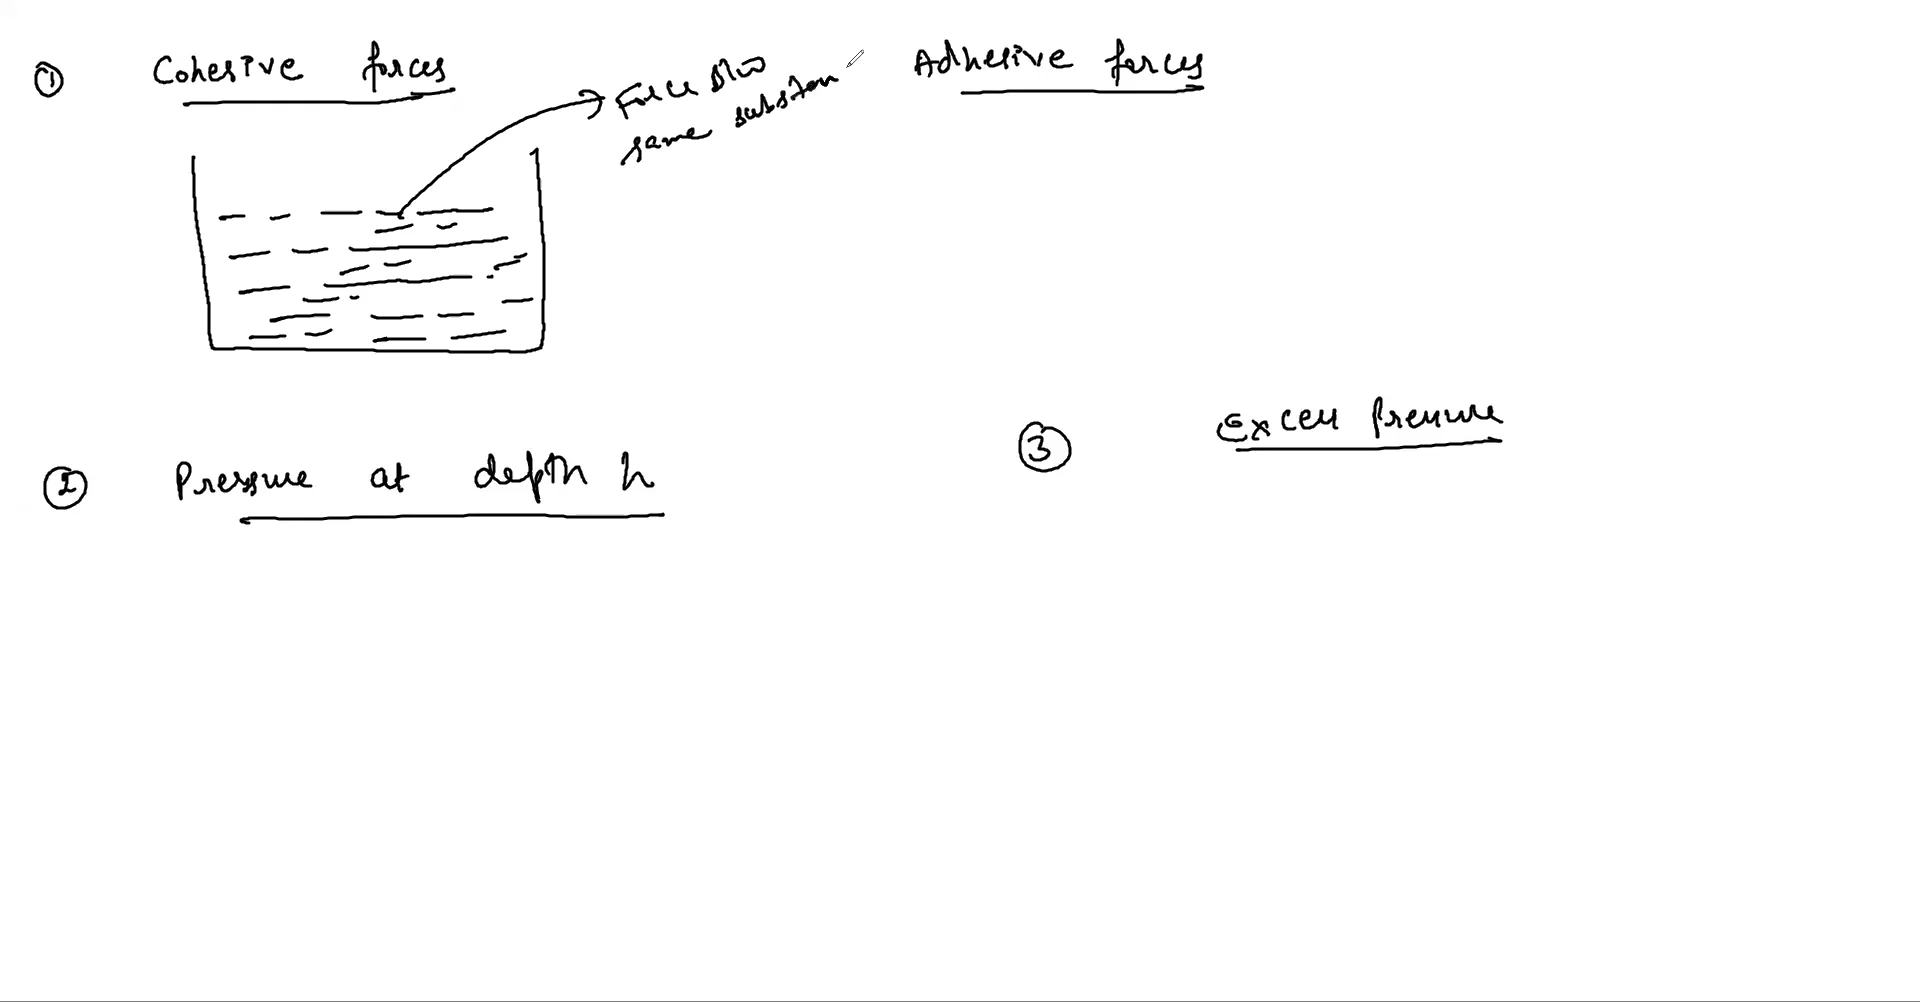 ① Cohesive forces
Force b/w
same substan
Adhesive forces
② Pressure at depth h
③ Excess Pressure